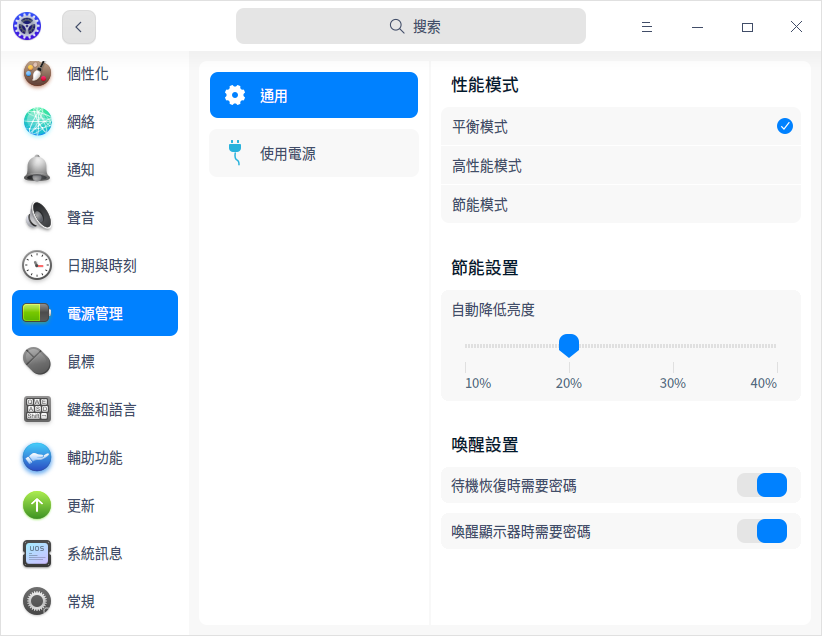 搜索
個性化
網絡
通知
聲音
日期與時刻
電源管理
鼠標
鍵盤和語言
輔助功能
更新
UOS
系統訊息
常規
通用
使用電源
性能模式
平衡模式
高性能模式
節能模式
節能設置
自動降低亮度
10% 20% 30% 40%
喚醒設置
待機恢復時需要密碼
喚醒顯示器時需要密碼